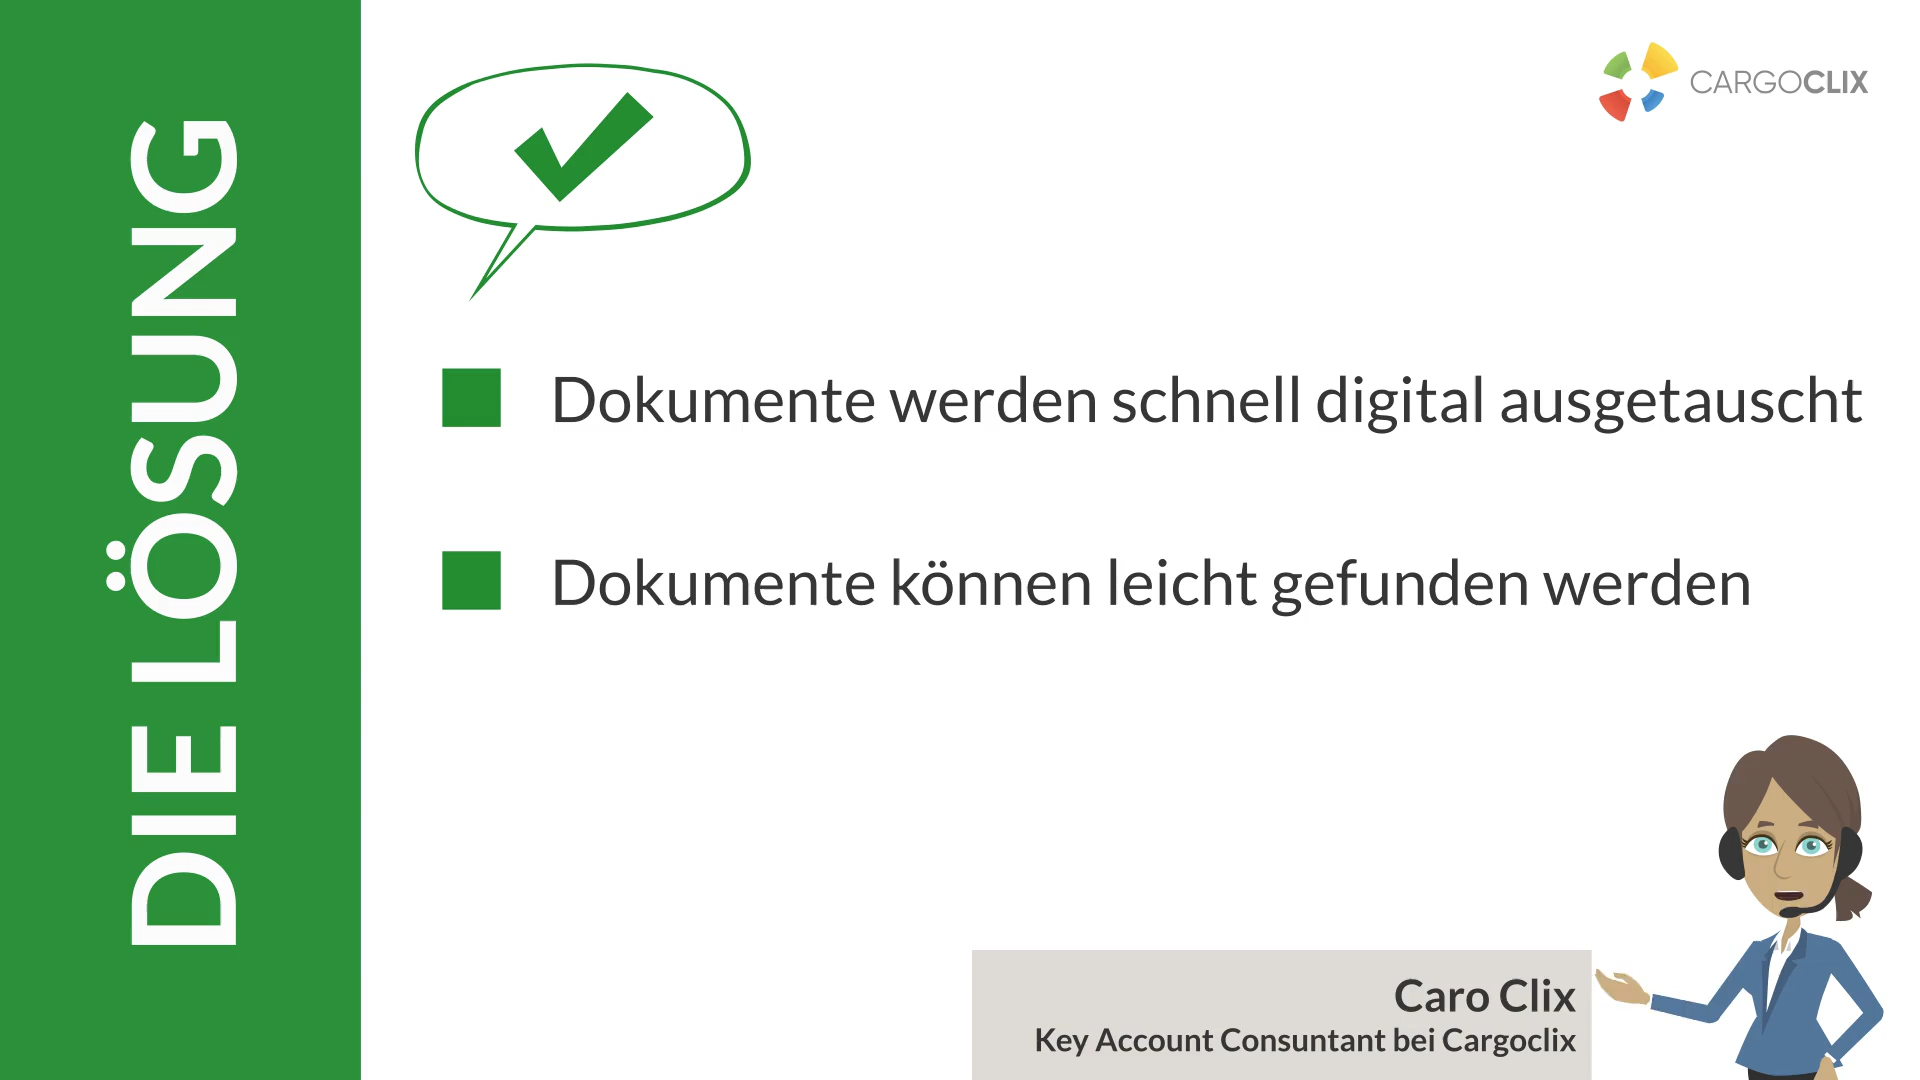 DIE LÖSUNG
CARGOCLIX
Dokumente werden schnell digital ausgetauscht
Dokumente können leicht gefunden werden
Caro Clix
Key Account Consuntant bei Cargoclix